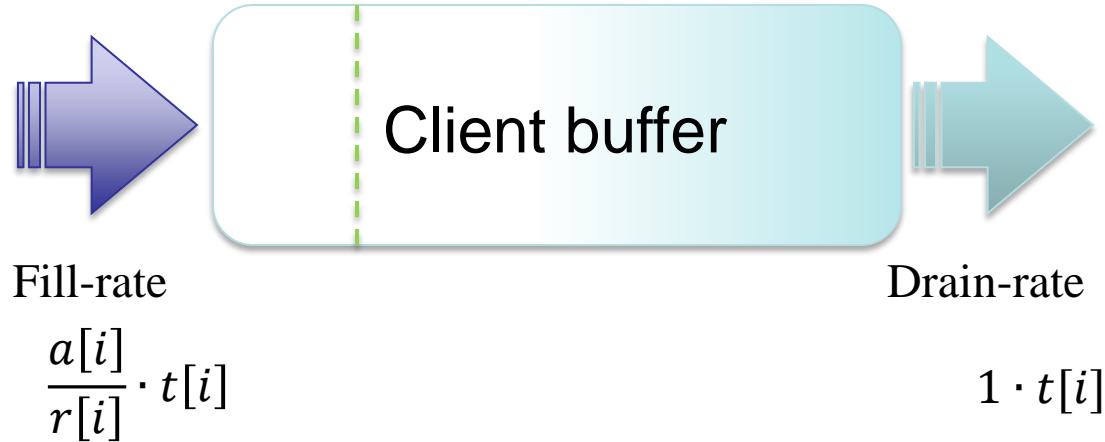 Client buffer
Fill-rate
Drain-rate
a[i]
r[i]
· t[i]
1 · t[i]